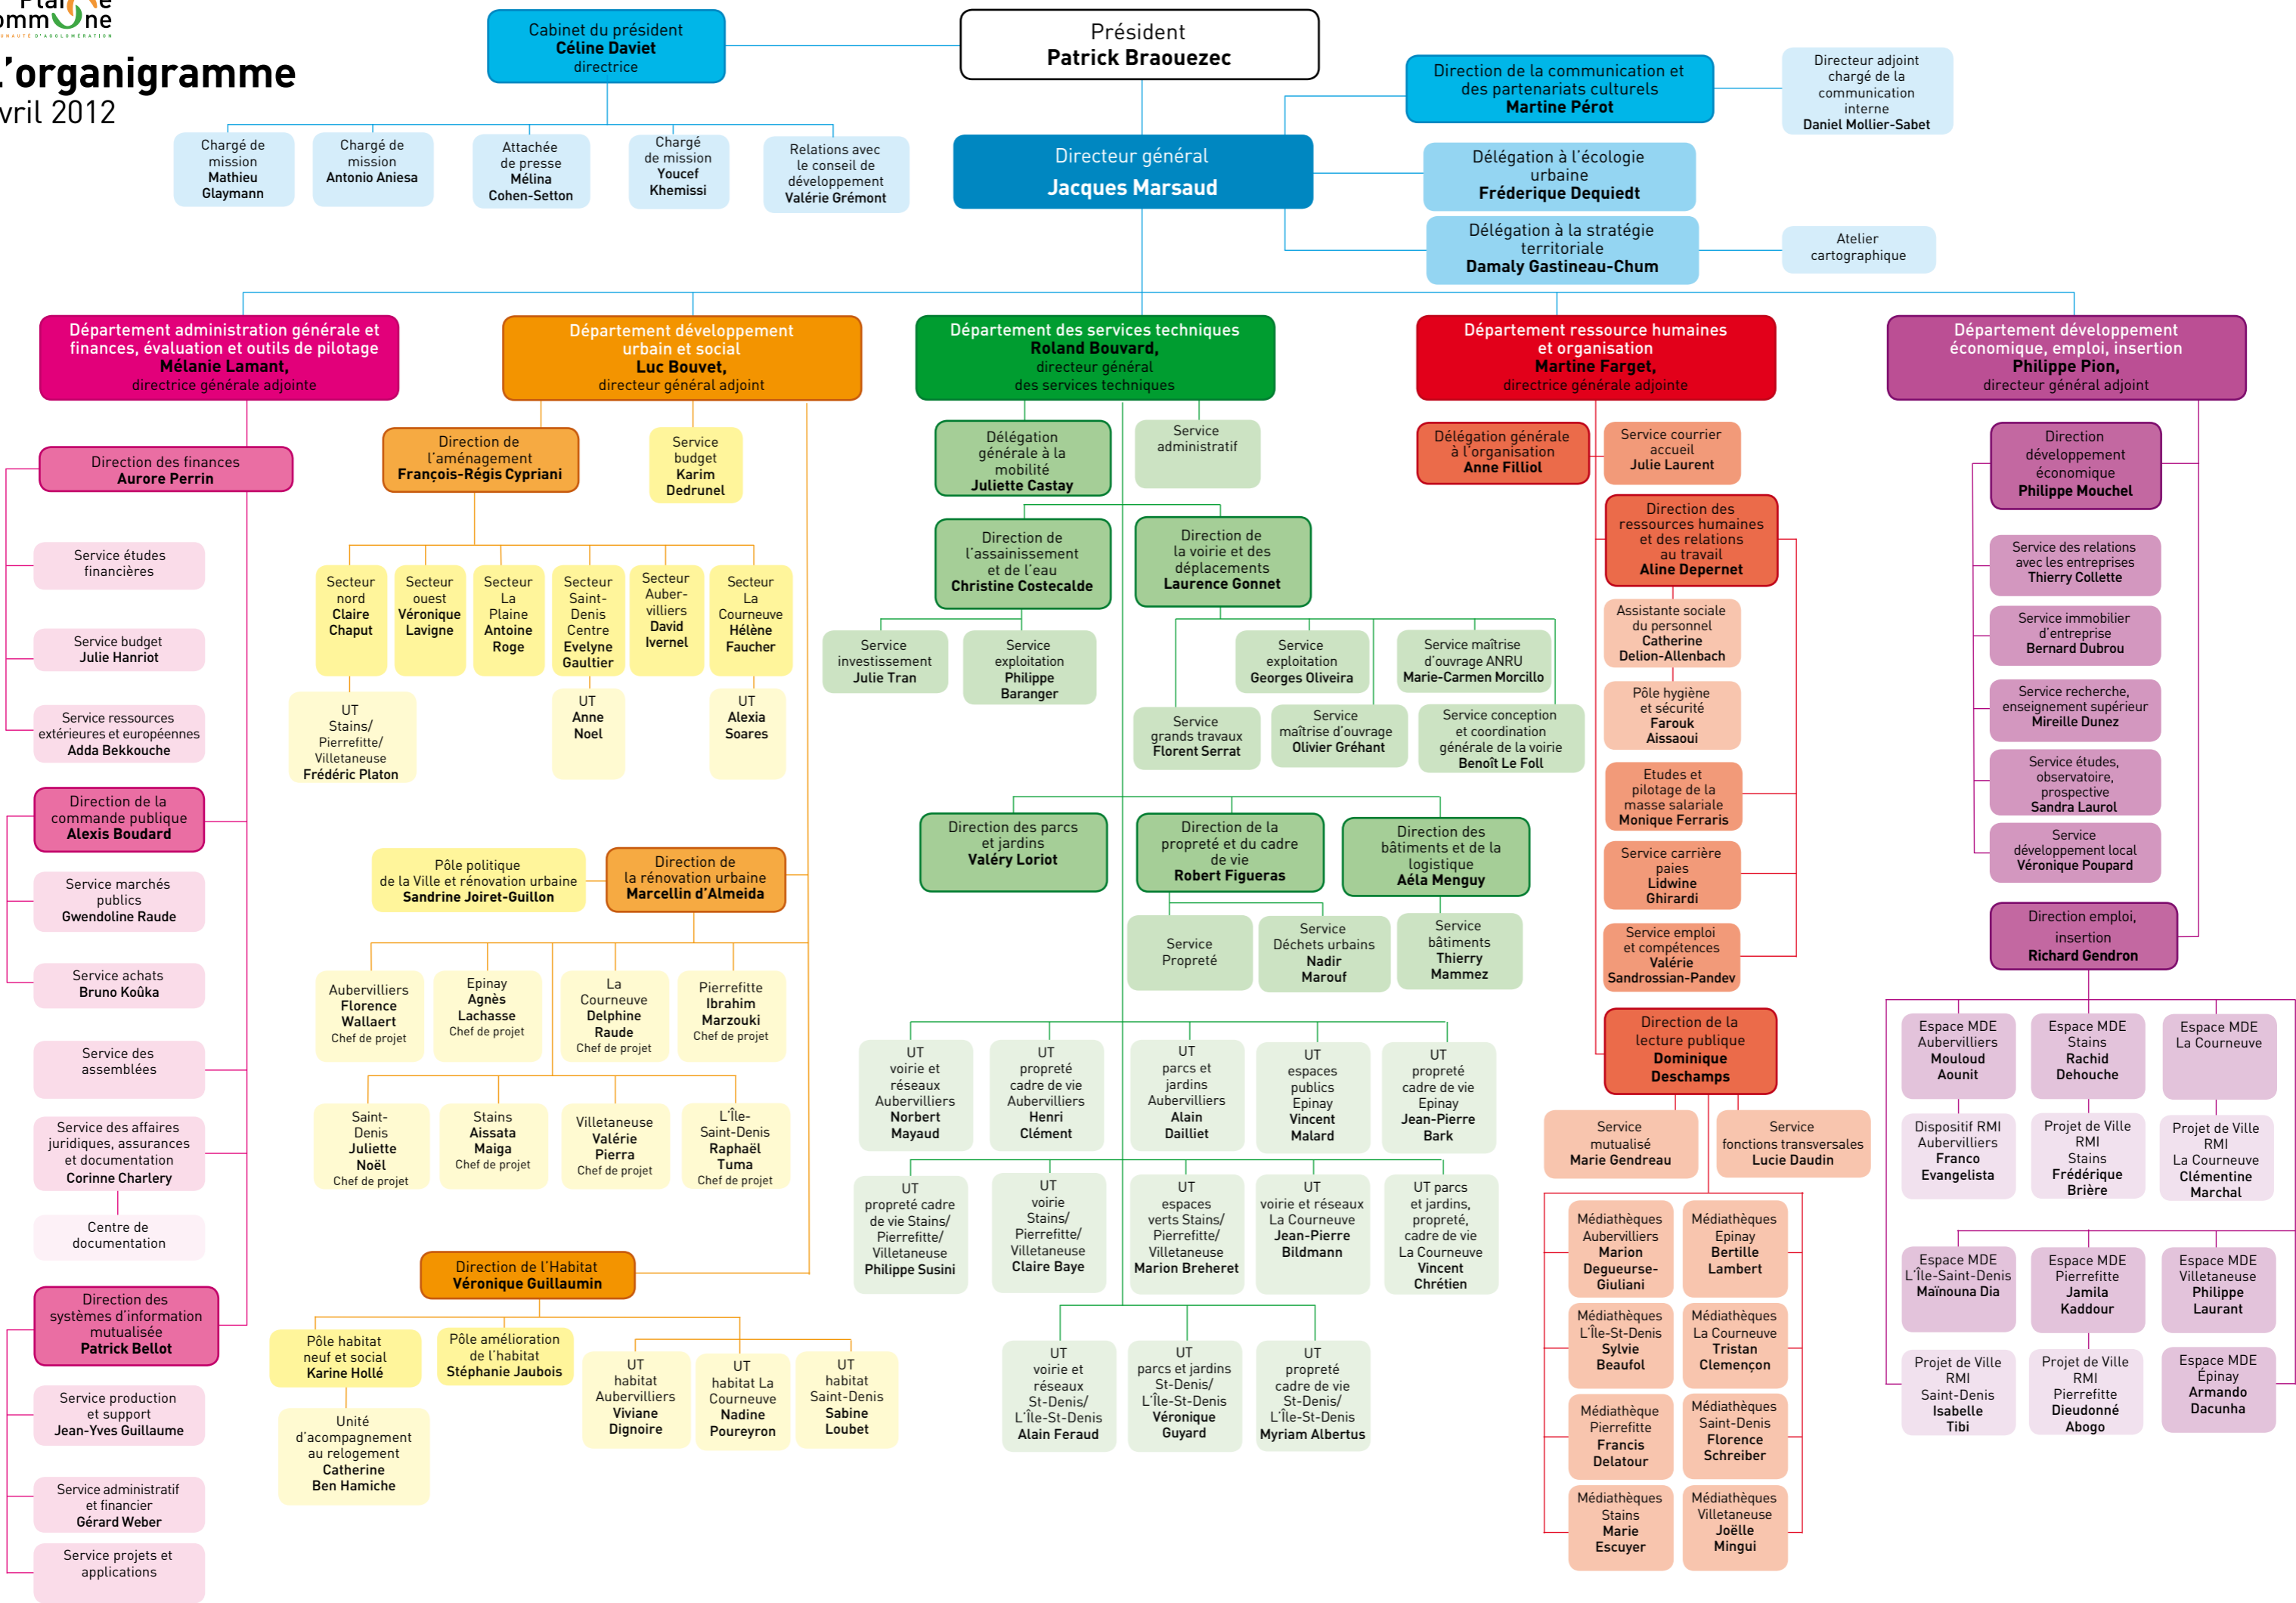 L'organigramme
avril 2012
Cabinet du président
Céline Daviet
directrice
Président
Patrick Braouezec
Direction de la communication et
des partenariats culturels
Martine Pérot
Directeur adjoint
chargé de la
communication
interne
Daniel Mollier-Sabet
Chargé de
mission
Mathieu
Glaymann
Chargé de
mission
Antonio Aniesa
Attachée
de presse
Mélina
Cohen-Setton
Chargé
de mission
Youcef
Khemissi
Relations avec
le conseil de
développement
Valérie Grémont
Directeur général
Jacques Marsaud
Délégation à l'écologie
urbaine
Fréderique Dequiedt
Délégation à la stratégie
territoriale
Damaly Gastineau-Chum
Atelier
cartographique
Département administration générale et
finances, évaluation et outils de pilotage
Mélanie Lamant,
directrice générale adjointe
Direction des finances
Aurore Perrin
Service études
financières
Service budget
Julie Hanriot
Service ressources
extérieures et européennes
Adda Bekkouche
Direction de la
commande publique
Alexis Boudard
Service marchés
publics
Gwendoline Raude
Service achats
Bruno Koûka
Service des
assemblées
Service des affaires
juridiques, assurances
et documentation
Corinne Charlery
Centre de
documentation
Direction des
systèmes d'information
mutualisée
Patrick Bellot
Service production
et support
Jean-Yves Guillaume
Service administratif
et financier
Gérard Weber
Service projets et
applications
Département développement
urbain et social
Luc Bouvet,
directeur général adjoint
Direction de
l'aménagement
François-Régis Cypriani
Service
budget
Karim
Dedrunel
Secteur
nord
Claire
Chaput
Secteur
ouest
Véronique
Lavigne
Secteur
La
Plaine
Antoine
Roge
Secteur
Saint-
Denis
Centre
Evelyne
Gaultier
Secteur
Auber-
villiers
David
Ivernel
Secteur
La
Courneuve
Hélène
Faucher
UT
Stains/
Pierrefitte/
Villetaneuse
Frédéric Platon
UT
Anne
Noel
UT
Alexia
Soares
Pôle politique
de la Ville et rénovation urbaine
Sandrine Joiret-Guillon
Direction de
la rénovation urbaine
Marcellin d'Almeida
Aubervilliers
Florence
Wallaert
Chef de projet
Epinay
Agnès
Lachasse
Chef de projet
La
Courneuve
Delphine
Raude
Chef de projet
Pierrefitte
Ibrahim
Marzouki
Chef de projet
Saint-
Denis
Juliette
Noël
Chef de projet
Stains
Aissata
Maiga
Chef de projet
Villetaneuse
Valérie
Pierra
Chef de projet
L'Île-
Saint-Denis
Raphaël
Tuma
Chef de projet
Direction de l'Habitat
Véronique Guillaumin
Pôle habitat
neuf et social
Karine Hollé
Pôle amélioration
de l'habitat
Stéphanie Jaubois
UT
habitat
Aubervilliers
Viviane
Dignoire
UT
habitat La
Courneuve
Nadine
Poureyron
UT
habitat
Saint-Denis
Sabine
Loubet
Unité
d'acompagnement
au relogement
Catherine
Ben Hamiche
Département des services techniques
Roland Bouvard,
directeur général
des services techniques
Délégation
générale à la
mobilité
Juliette Castay
Service
administratif
Direction de
l'assainissement
et de l'eau
Christine Costecalde
Direction de
la voirie et des
déplacements
Laurence Gonnet
Service
investissement
Julie Tran
Service
exploitation
Philippe
Baranger
Service
exploitation
Georges Oliveira
Service maîtrise
d'ouvrage ANRU
Marie-Carmen Morcillo
Service
grands travaux
Florent Serrat
Service
maîtrise d'ouvrage
Olivier Gréhant
Service conception
et coordination
générale de la voirie
Benoît Le Foll
Direction des parcs
et jardins
Valéry Loriot
Direction de la
propreté et du cadre
de vie
Robert Figueras
Direction des
bâtiments et de la
logistique
Aéla Menguy
Service
Propreté
Service
Déchets urbains
Nadir
Marouf
Service
bâtiments
Thierry
Mammez
UT
voirie et
réseaux
Aubervilliers
Norbert
Mayaud
UT
propreté
cadre de vie
Aubervilliers
Henri
Clément
UT
parcs et
jardins
Aubervilliers
Alain
Dailliet
UT
espaces
publics
Epinay
Vincent
Malard
UT
propreté
cadre de vie
Epinay
Jean-Pierre
Bark
UT
propreté cadre
de vie Stains/
Pierrefitte/
Villetaneuse
Philippe Susini
UT
voirie
Stains/
Pierrefitte/
Villetaneuse
Claire Baye
UT
espaces
verts Stains/
Pierrefitte/
Villetaneuse
Marion Breheret
UT
voirie et réseaux
La Courneuve
Jean-Pierre
Bildmann
UT parcs
et jardins,
propreté,
cadre de vie
La Courneuve
Vincent
Chrétien
UT
voirie et
réseaux
St-Denis/
L'Île-St-Denis
Alain Feraud
UT
parcs et jardins
St-Denis/
L'Île-St-Denis
Véronique
Guyard
UT
propreté
cadre de vie
St-Denis/
L'Île-St-Denis
Myriam Albertus
Département ressource humaines
et organisation
Martine Farget,
directrice générale adjointe
Délégation générale
à l'organisation
Anne Filliol
Service courrier
accueil
Julie Laurent
Direction des
ressources humaines
et des relations
au travail
Aline Depernet
Assistante sociale
du personnel
Catherine
Delion-Allenbach
Pôle hygiène
et sécurité
Farouk
Aissaoui
Etudes et
pilotage de la
masse salariale
Monique Ferraris
Service carrière
paies
Lidwine
Ghirardi
Service emploi
et compétences
Valérie
Sandrossian-Pandev
Direction de la
lecture publique
Dominique
Deschamps
Service
mutualisé
Marie Gendreau
Service
fonctions transversales
Lucie Daudin
Médiathèques
Aubervilliers
Marion
Degueurse-
Giuliani
Médiathèques
Epinay
Bertille
Lambert
Médiathèques
L'Île-St-Denis
Sylvie
Beaufol
Médiathèques
La Courneuve
Tristan
Clemençon
Médiathèque
Pierrefitte
Francis
Delatour
Médiathèques
Saint-Denis
Florence
Schreiber
Médiathèques
Stains
Marie
Escuyer
Médiathèques
Villetaneuse
Joëlle
Mingui
Département développement
économique, emploi, insertion
Philippe Pion,
directeur général adjoint
Direction
développement
économique
Philippe Mouchel
Service des relations
avec les entreprises
Thierry Collette
Service immobilier
d'entreprise
Bernard Dubrou
Service recherche,
enseignement supérieur
Mireille Dunez
Service études,
observatoire,
prospective
Sandra Laurol
Service
développement local
Véronique Poupard
Direction emploi,
insertion
Richard Gendron
Espace MDE
Aubervilliers
Mouloud
Aounit
Espace MDE
Stains
Rachid
Dehouche
Espace MDE
La Courneuve
Dispositif RMI
Aubervilliers
Franco
Evangelista
Projet de Ville
RMI
Stains
Frédérique
Brière
Projet de Ville
RMI
La Courneuve
Clémentine
Marchal
Espace MDE
L'Île-Saint-Denis
Maïnouna Dia
Espace MDE
Pierrefitte
Jamila
Kaddour
Espace MDE
Villetaneuse
Philippe
Laurant
Projet de Ville
RMI
Saint-Denis
Isabelle
Tibi
Projet de Ville
RMI
Pierrefitte
Dieudonné
Abogo
Espace MDE
Épinay
Armando
Dacunha